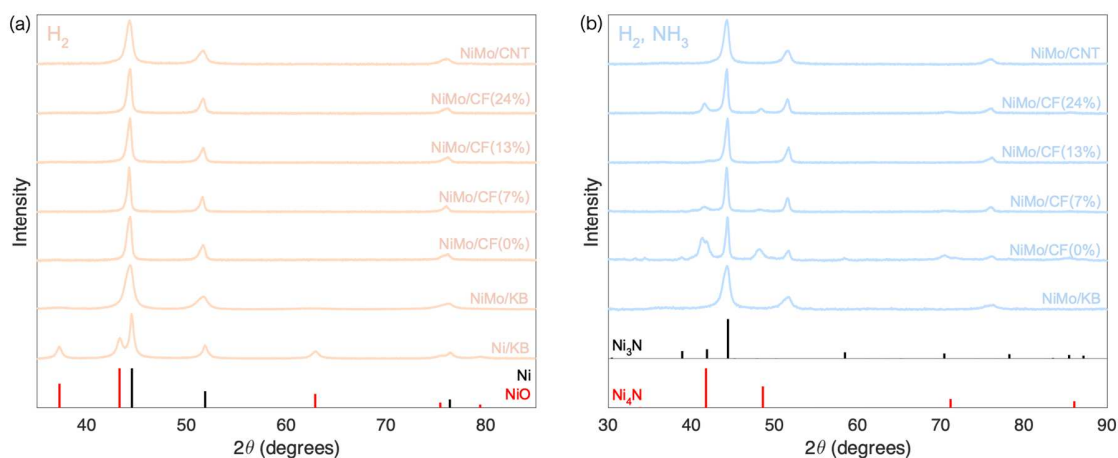 (a)
H2
NiMo/CNT
NiMo/CF(24%)
NiMo/CF(13%)
NiMo/CF(7%)
NiMo/CF(0%)
NiMo/KB
Ni/KB
Ni
NiO
Intensity
40 50 60 70 80
2θ (degrees)
(b)
H2, NH3
NiMo/CNT
NiMo/CF(24%)
NiMo/CF(13%)
NiMo/CF(7%)
NiMo/CF(0%)
NiMo/KB
Ni3N
Ni4N
Intensity
30 40 50 60 70 80 90
2θ (degrees)